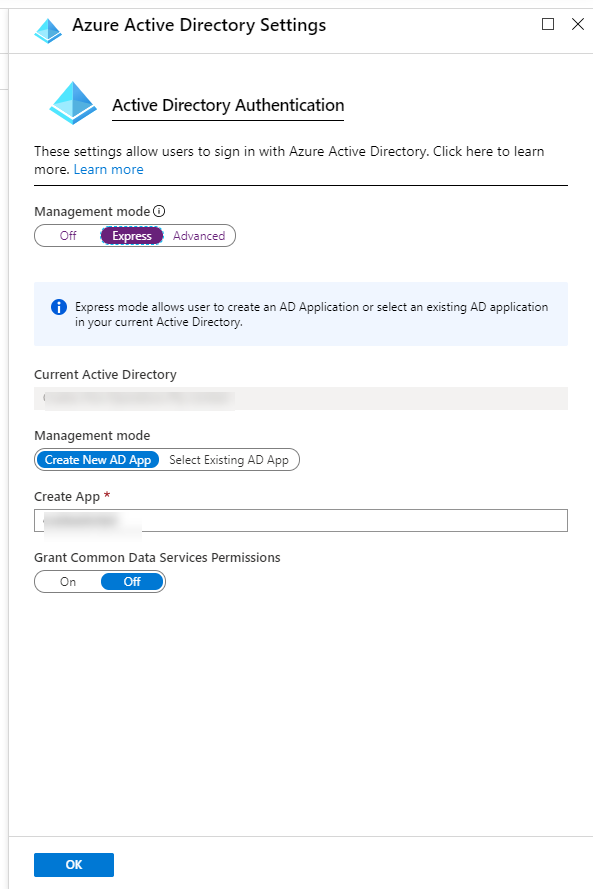 Azure Active Directory Settings
Active Directory Authentication
These settings allow users to sign in with Azure Active Directory. Click here to learn
more. Learn more
Management mode
Off Express Advanced
Express mode allows user to create an AD Application or select an existing AD application
in your current Active Directory.
Current Active Directory
Management mode
Create New AD App Select Existing AD App
Create App *
Grant Common Data Services Permissions
On Off
OK